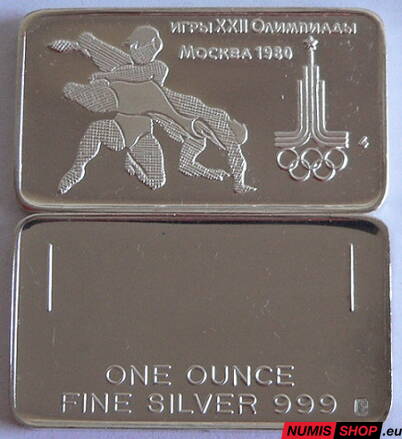 игры XXII Олимпиады
Москва 1980
ONE OUNCE
FINE SILVER 999
NUMIS SHOP.eu